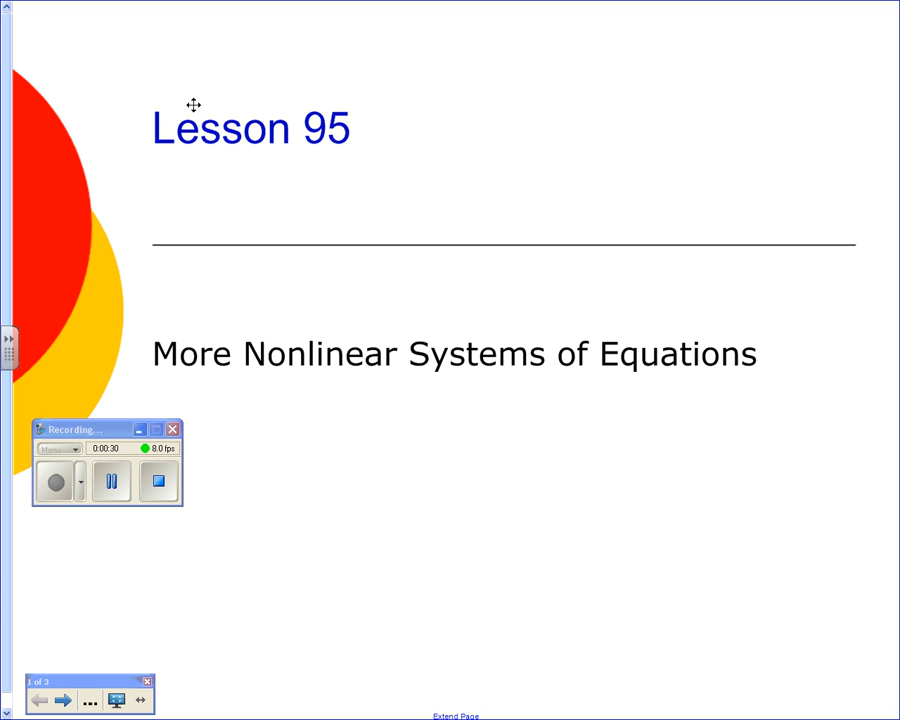 Lesson 95
More Nonlinear Systems of Equations
Recording...
Menu
0:00:30
8.0 fps
1 of 3
...
Extend Page